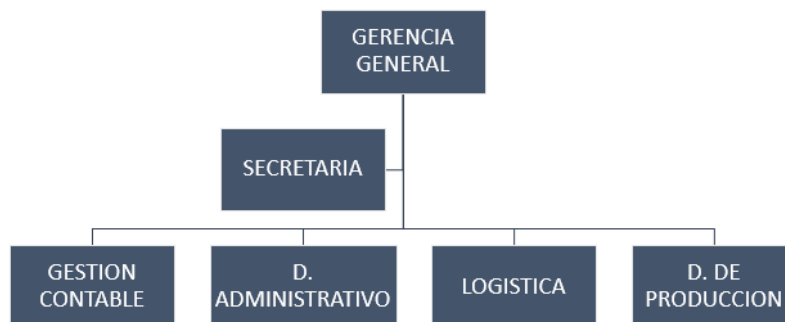 GERENCIA
GENERAL
SECRETARIA
GESTION
CONTABLE
D.
ADMINISTRATIVO
LOGISTICA
D. DE
PRODUCCION